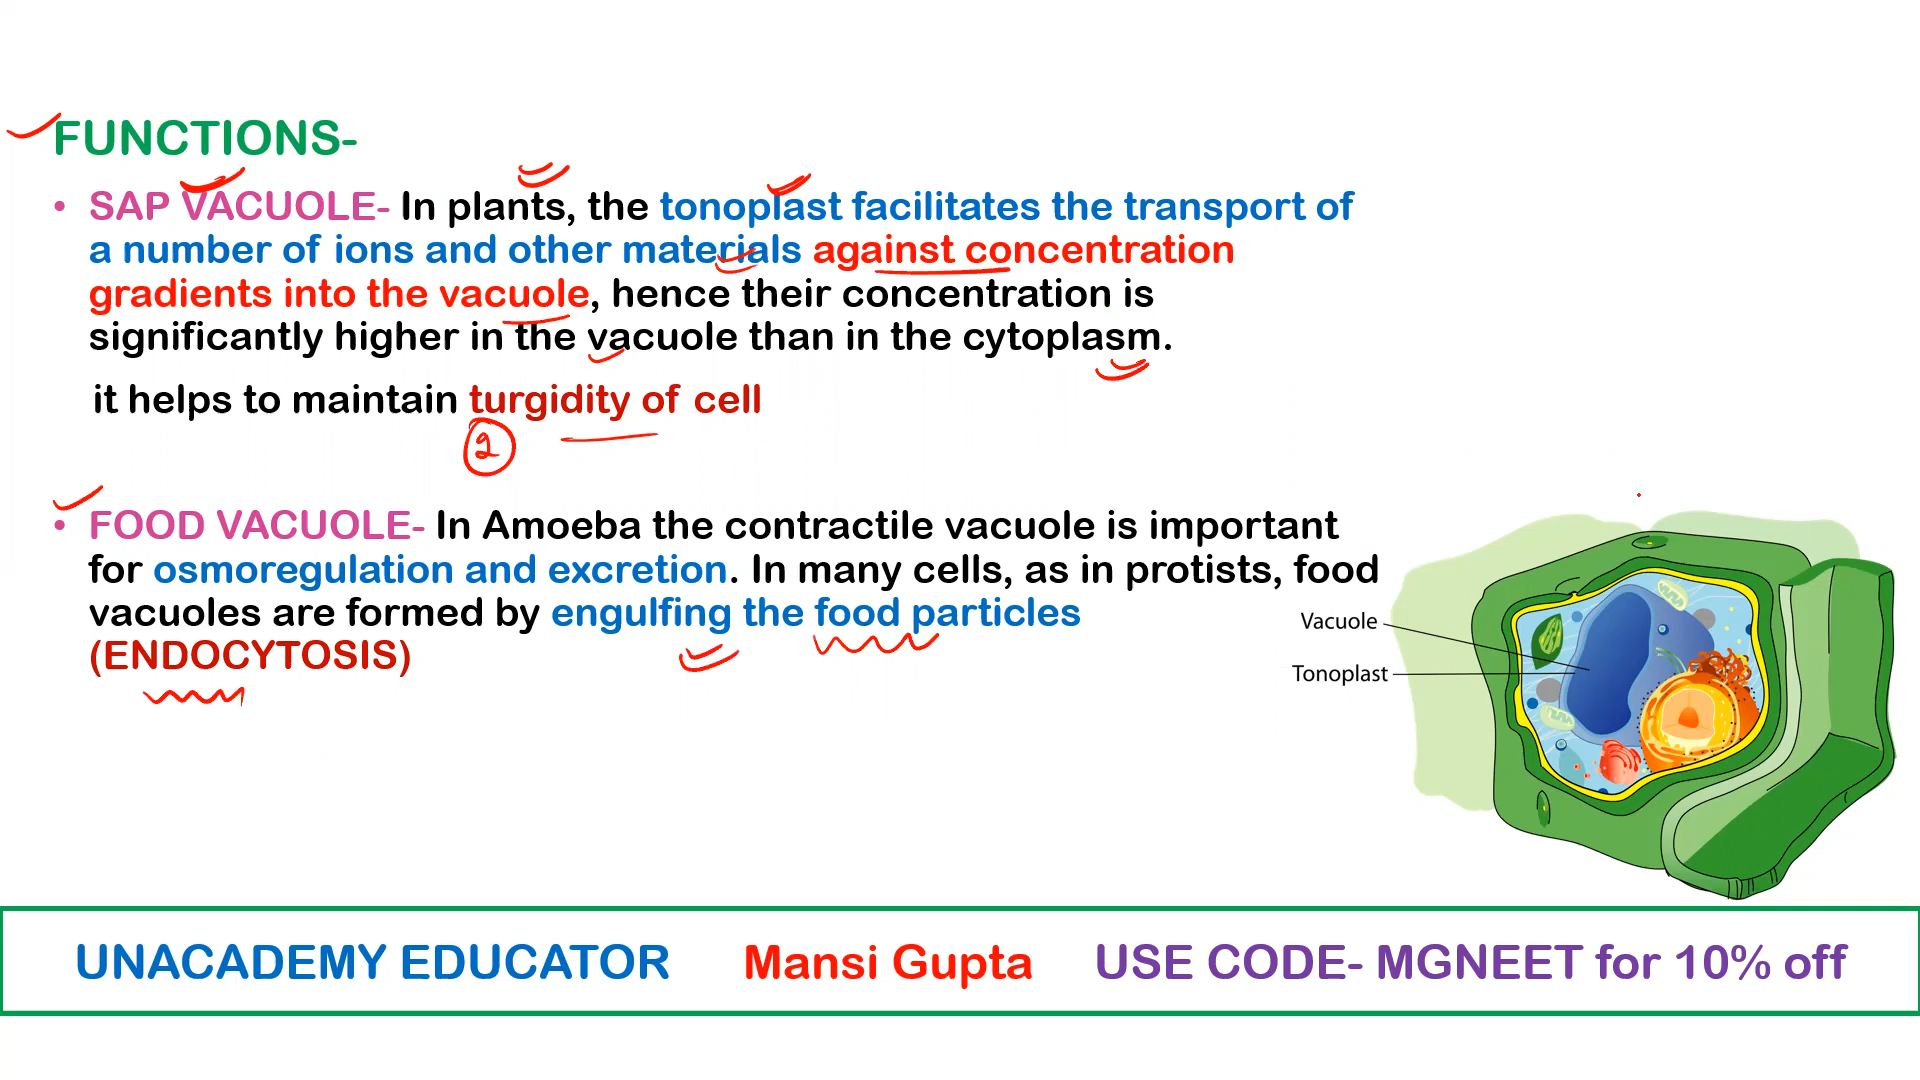 FUNCTIONS-
• SAP VACUOLE- In plants, the tonoplast facilitates the transport of
a number of ions and other materials against concentration
gradients into the vacuole, hence their concentration is
significantly higher in the vacuole than in the cytoplasm.
it helps to maintain turgidity of cell
2
• FOOD VACUOLE- In Amoeba the contractile vacuole is important
for osmoregulation and excretion. In many cells, as in protists, food
vacuoles are formed by engulfing the food particles
(ENDOCYTOSIS)
Vacuole
Tonoplast
UNACADEMY EDUCATOR Mansi Gupta USE CODE- MGNEET for 10% off